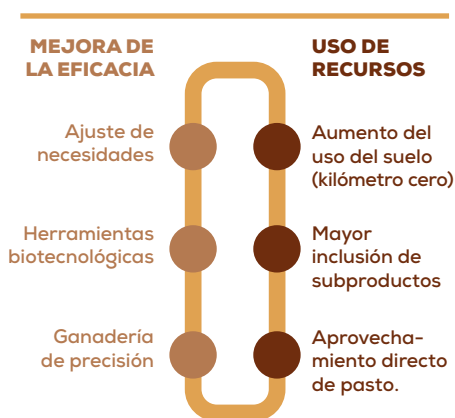 MEJORA DE
LA EFICACIA
Ajuste de
necesidades
Herramientas
biotecnológicas
Ganadería
de precisión
USO DE
RECURSOS
Aumento del
uso del suelo
(kilómetro cero)
Mayor
inclusión de
subproductos
Aprovecha-
miento directo
de pasto.